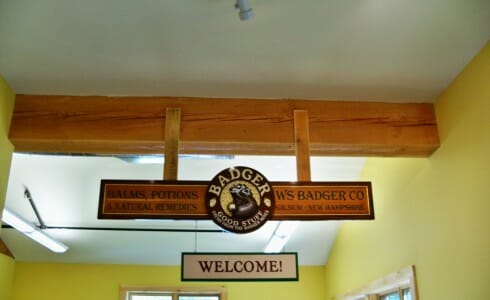 BALMS, POTIONS
& NATURAL REMEDIES
BADGER
GOOD STUFF
W'S BADGER CO
GILSUM - NEW HAMPSHIRE
WELCOME!